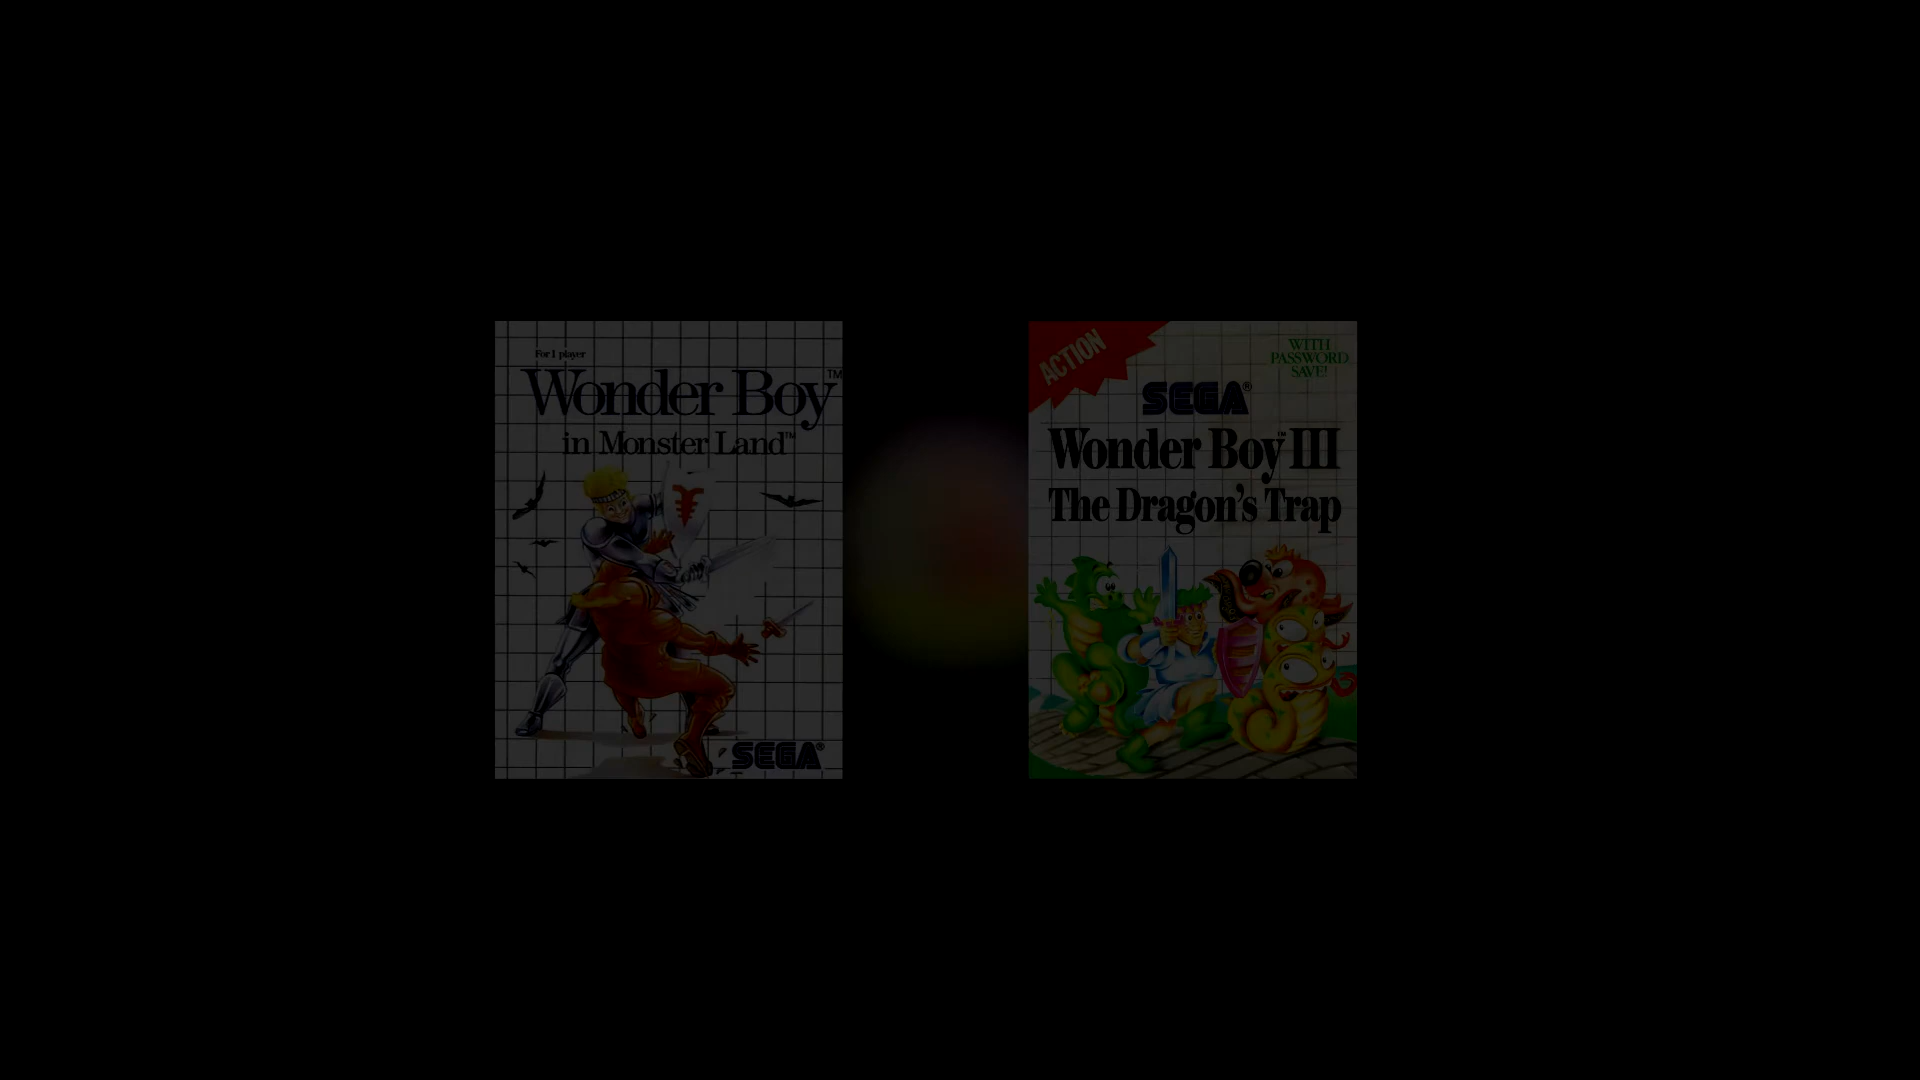 For 1 player
Wonder Boy™
in Monster Land™
SEGA®
ACTION
WITH
PASSWORD
SAVE!
SEGA®
Wonder Boy™ III
The Dragon's Trap